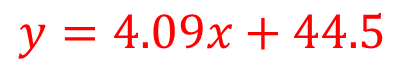 y = 4.09x + 44.5